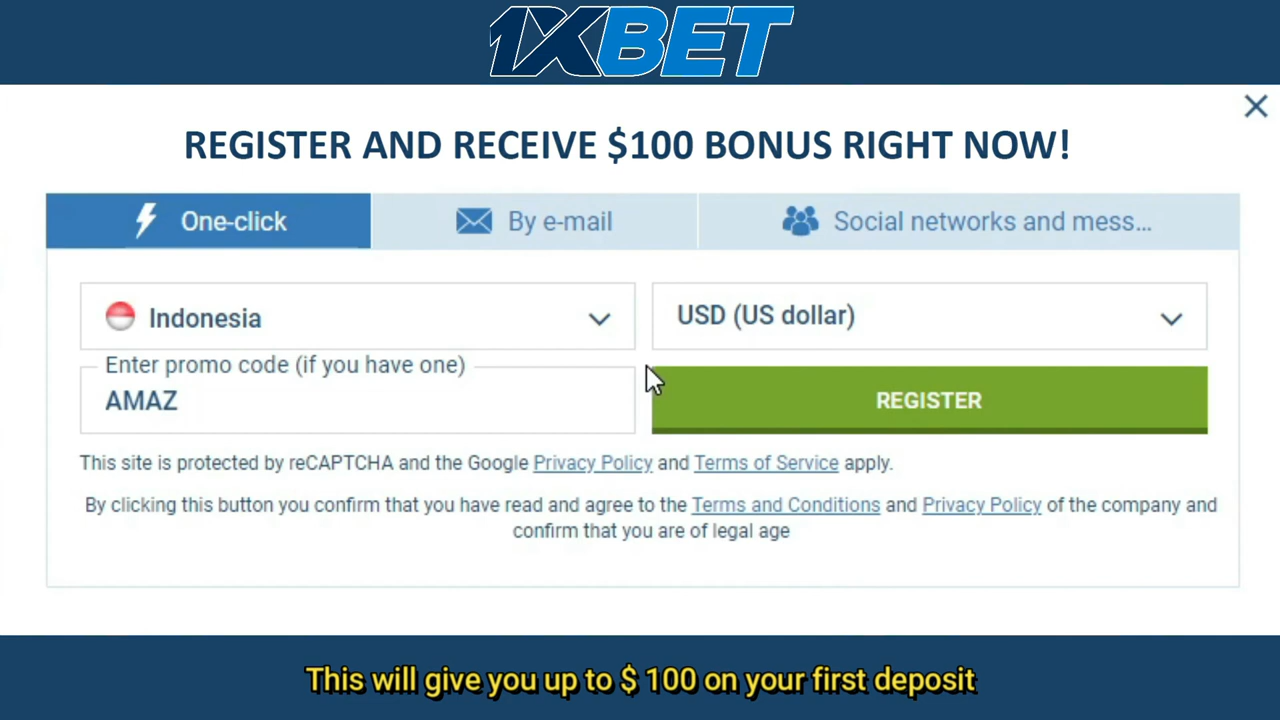 1XBET
REGISTER AND RECEIVE $100 BONUS RIGHT NOW!
One-click
By e-mail
Social networks and mess...
Indonesia
USD (US dollar)
Enter promo code (if you have one)
AMAZ
REGISTER
This site is protected by reCAPTCHA and the Google Privacy Policy and Terms of Service apply.
By clicking this button you confirm that you have read and agree to the Terms and Conditions and Privacy Policy of the company and
confirm that you are of legal age
This will give you up to $ 100 on your first deposit